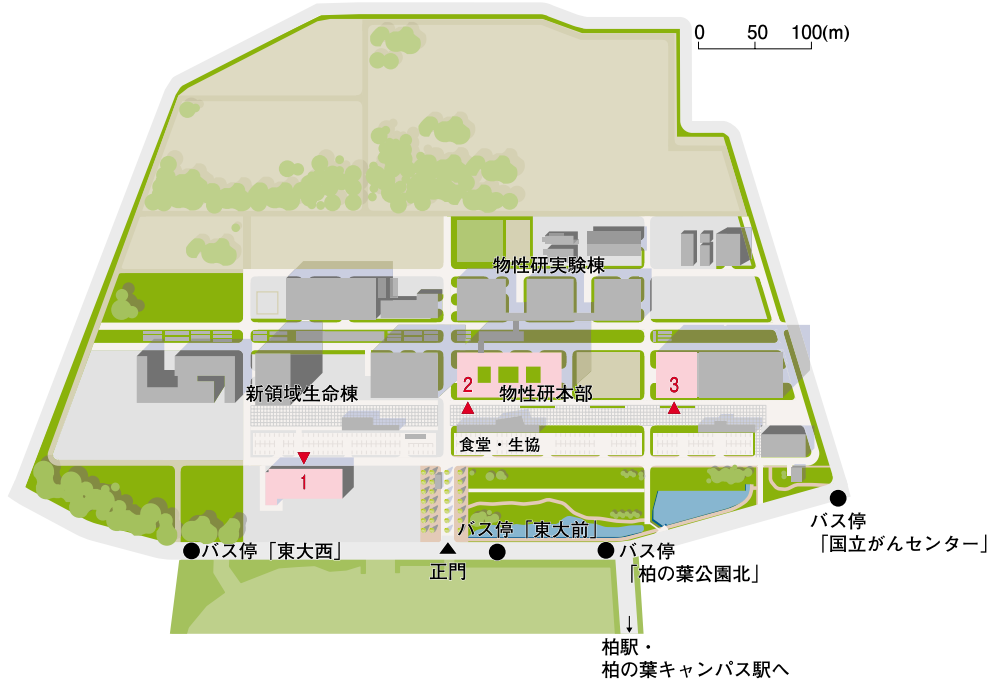 0 50 100(m)
物性研実験棟
2
3
新領域生命棟
物性研本部
食堂・生協
1
バス停「東大前」
バス停「東大西」
正門
バス停
「柏の葉公園北」
バス停
「国立がんセンター」
柏駅・
柏の葉キャンパス駅へ